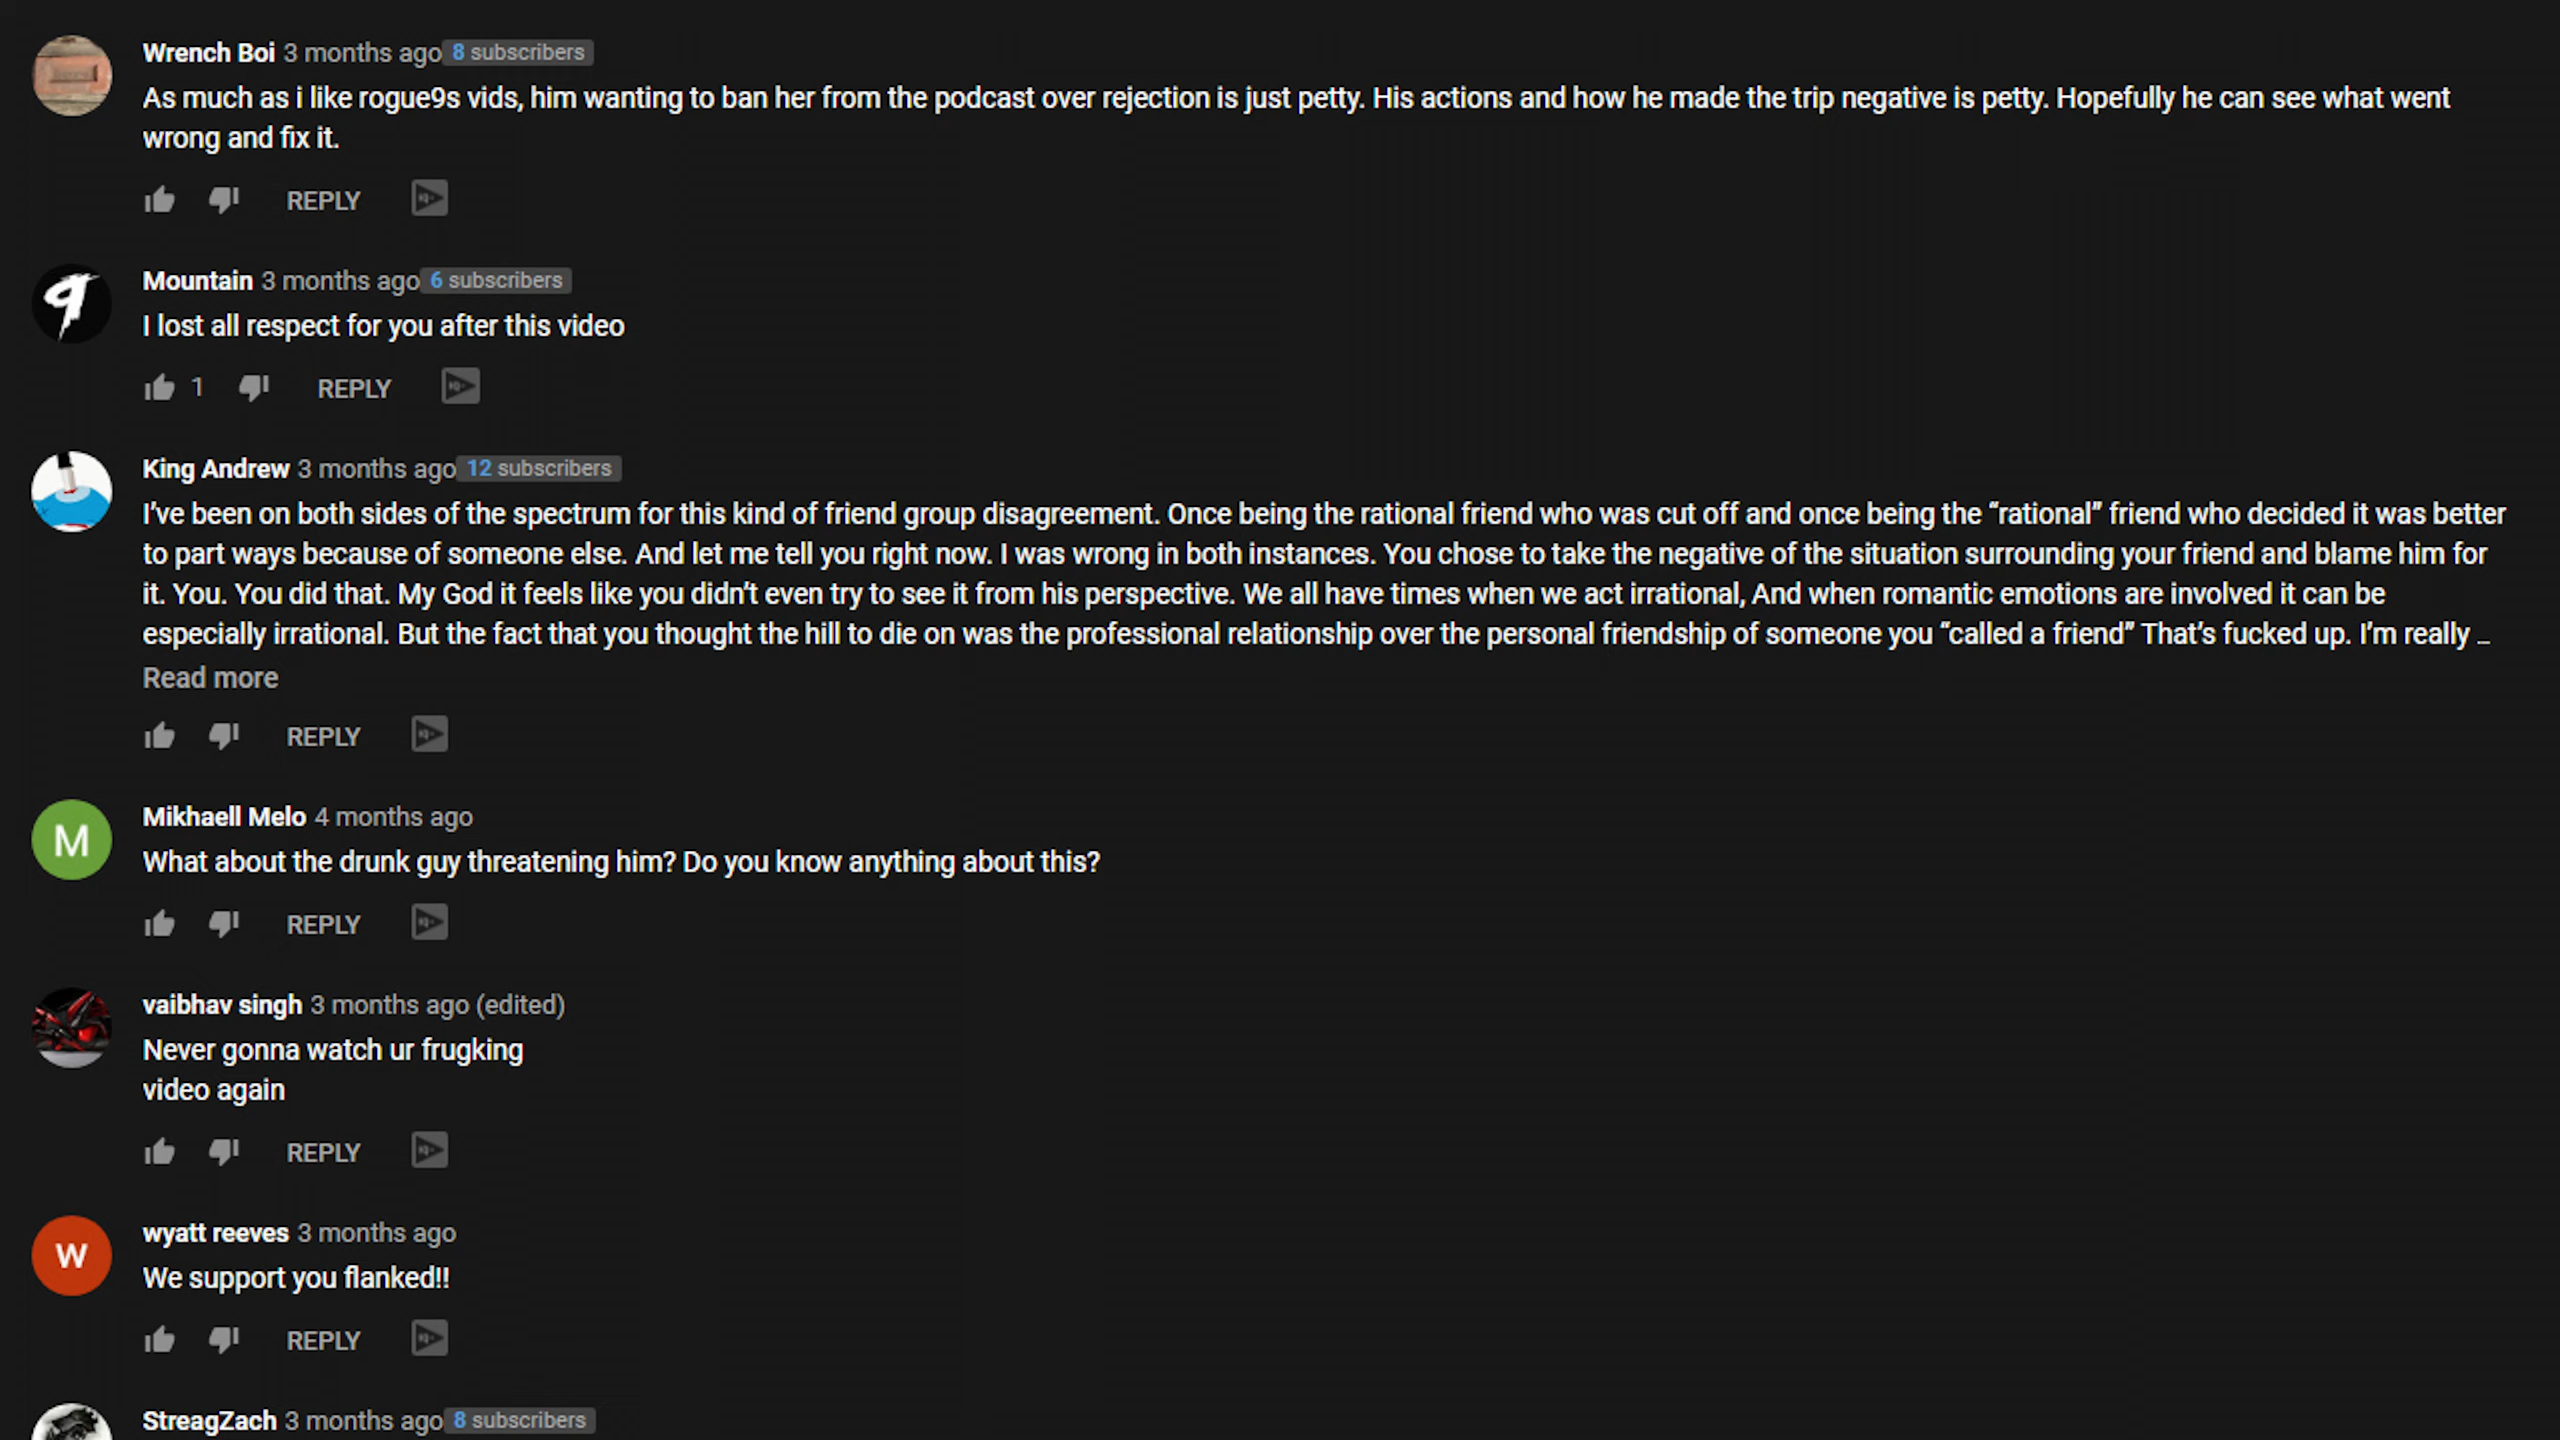 Wrench Boi 3 months ago 8 subscribers
As much as i like rogue9s vids, him wanting to ban her from the podcast over rejection is just petty. His actions and how he made the trip negative is petty. Hopefully he can see what went
wrong and fix it.
REPLY
Mountain 3 months ago 6 subscribers
I lost all respect for you after this video
1 REPLY
King Andrew 3 months ago 12 subscribers
I’ve been on both sides of the spectrum for this kind of friend group disagreement. Once being the rational friend who was cut off and once being the “rational” friend who decided it was better
to part ways because of someone else. And let me tell you right now. I was wrong in both instances. You chose to take the negative of the situation surrounding your friend and blame him for
it. You. You did that. My God it feels like you didn’t even try to see it from his perspective. We all have times when we act irrational, And when romantic emotions are involved it can be
especially irrational. But the fact that you thought the hill to die on was the professional relationship over the personal friendship of someone you “called a friend” That’s fucked up. I’m really …
Read more
REPLY
M
Mikhaell Melo 4 months ago
What about the drunk guy threatening him? Do you know anything about this?
REPLY
vaibhav singh 3 months ago (edited)
Never gonna watch ur frugking
video again
REPLY
W
wyatt reeves 3 months ago
We support you flanked!!
REPLY
StreagZach 3 months ago 8 subscribers